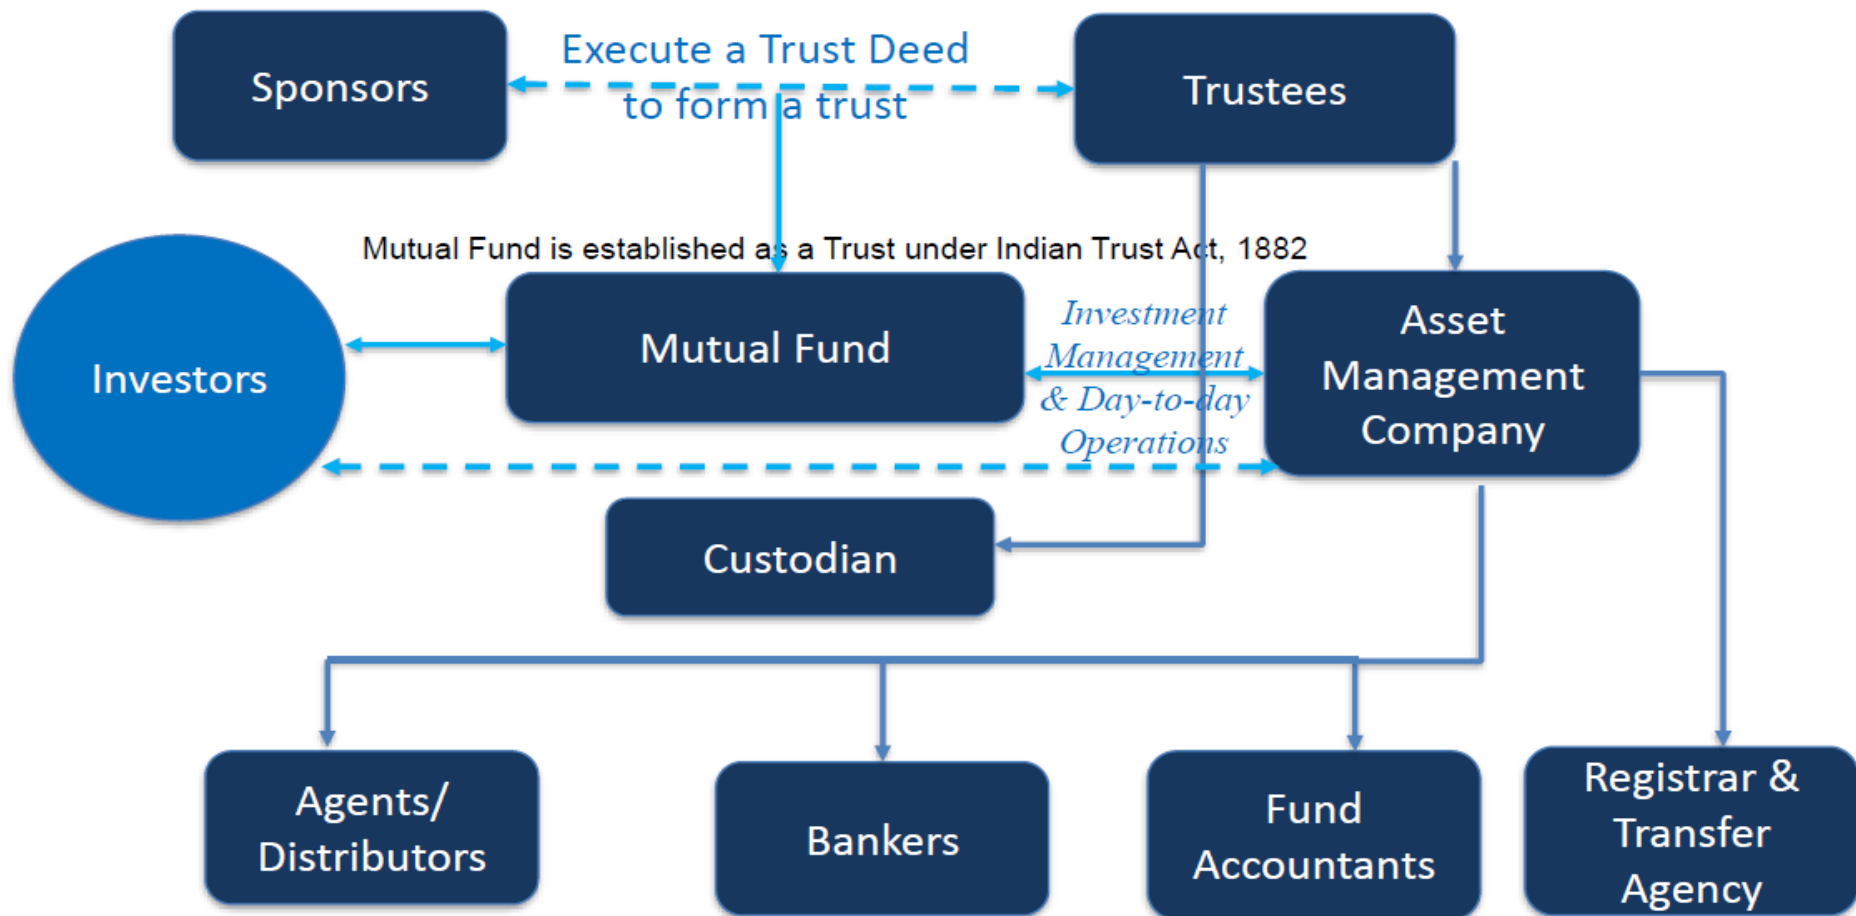 Sponsors
Execute a Trust Deed
to form a trust
Trustees
Mutual Fund is established as a Trust under Indian Trust Act, 1882
Investors
Mutual Fund
Investment
Management
& Day-to-day
Operations
Asset
Management
Company
Custodian
Agents/
Distributors
Bankers
Fund
Accountants
Registrar &
Transfer
Agency